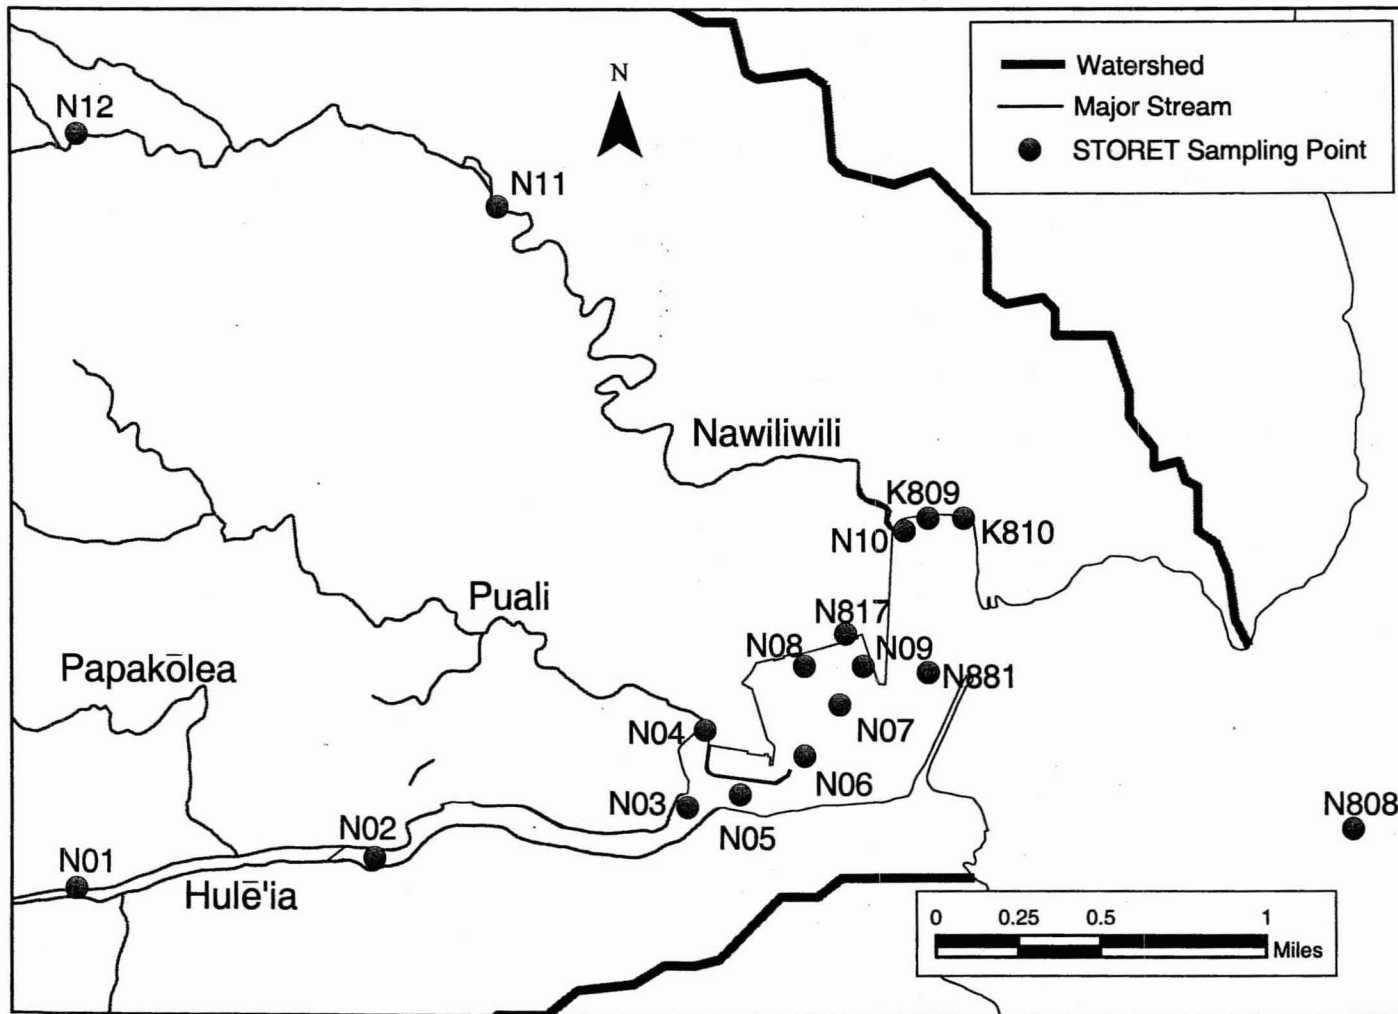 Watershed
Major Stream
STORET Sampling Point
N
N12
N11
Nawiliwili
K809
N10
K810
Puali
N817
N08
N09
N881
Papakōlea
N07
N04
N06
N03
N05
N808
N02
N01
Hulē'ia
0 0.25 0.5 1
Miles